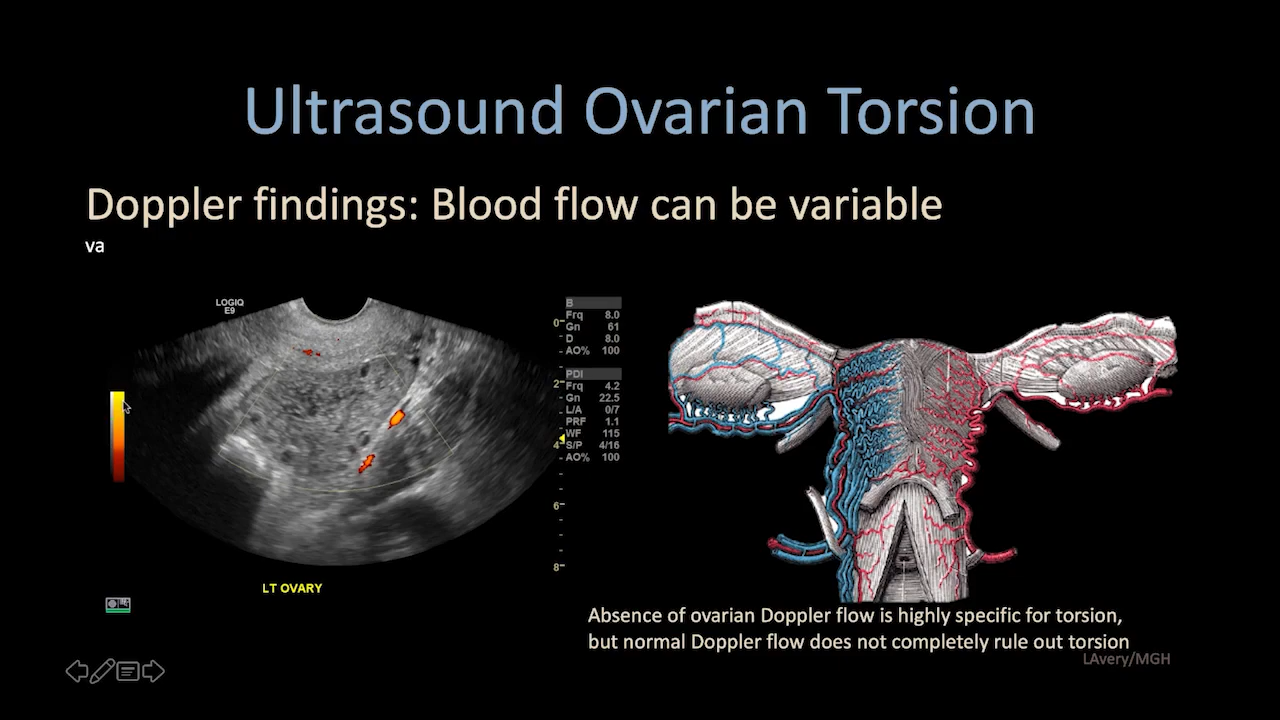 Ultrasound Ovarian Torsion
Doppler findings: Blood flow can be variable
va
LOGIQ
E9
B
Frq 8.0
Gn 61
D 8.0
AO% 100
PDI
Frq 4.2
Gn 22.5
L/A 0/7
PRF 1.1
WF 115
S/P 4/16
AO% 100
0
2
4
6
8
LT OVARY
Absence of ovarian Doppler flow is highly specific for torsion,
but normal Doppler flow does not completely rule out torsion
LAvery/MGH